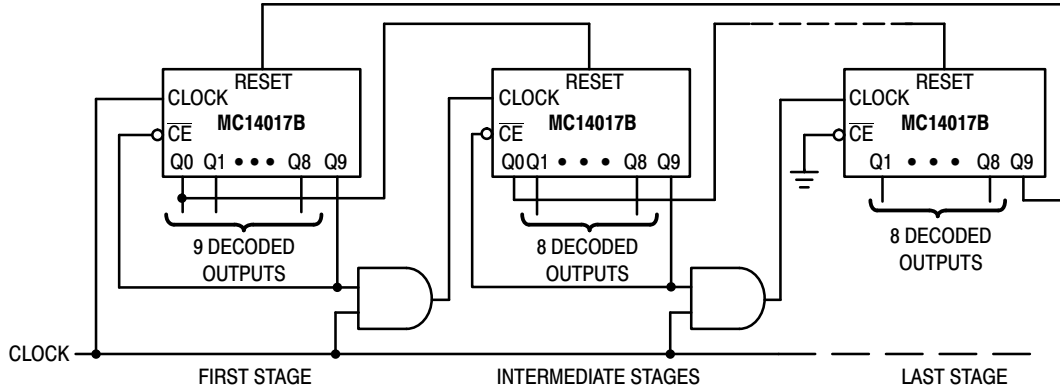 RESET
CLOCK
MC14017B
CE
Q0 Q1 ••• Q8 Q9
9 DECODED
OUTPUTS
RESET
CLOCK
MC14017B
CE
Q0 Q1 • • • Q8 Q9
8 DECODED
OUTPUTS
RESET
CLOCK
MC14017B
CE
Q1 • • • Q8 Q9
8 DECODED
OUTPUTS
CLOCK
FIRST STAGE
INTERMEDIATE STAGES
LAST STAGE